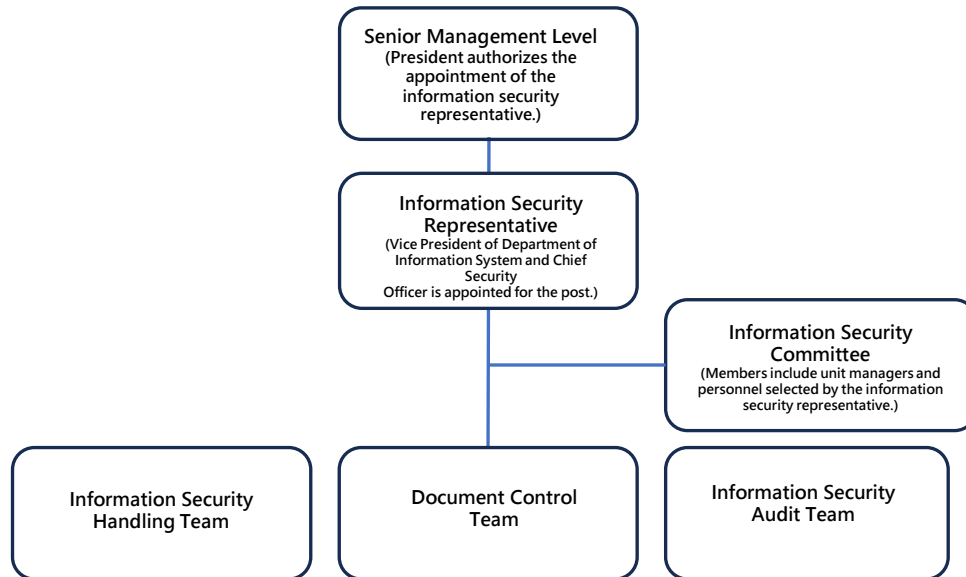 Senior Management Level
(President authorizes the
appointment of the
information security
representative.)
Information Security
Representative
(Vice President of Department of
Information System and Chief
Security
Officer is appointed for the post.)
Information Security
Committee
(Members include unit managers and
personnel selected by the information
security representative.)
Information Security
Handling Team
Document Control
Team
Information Security
Audit Team